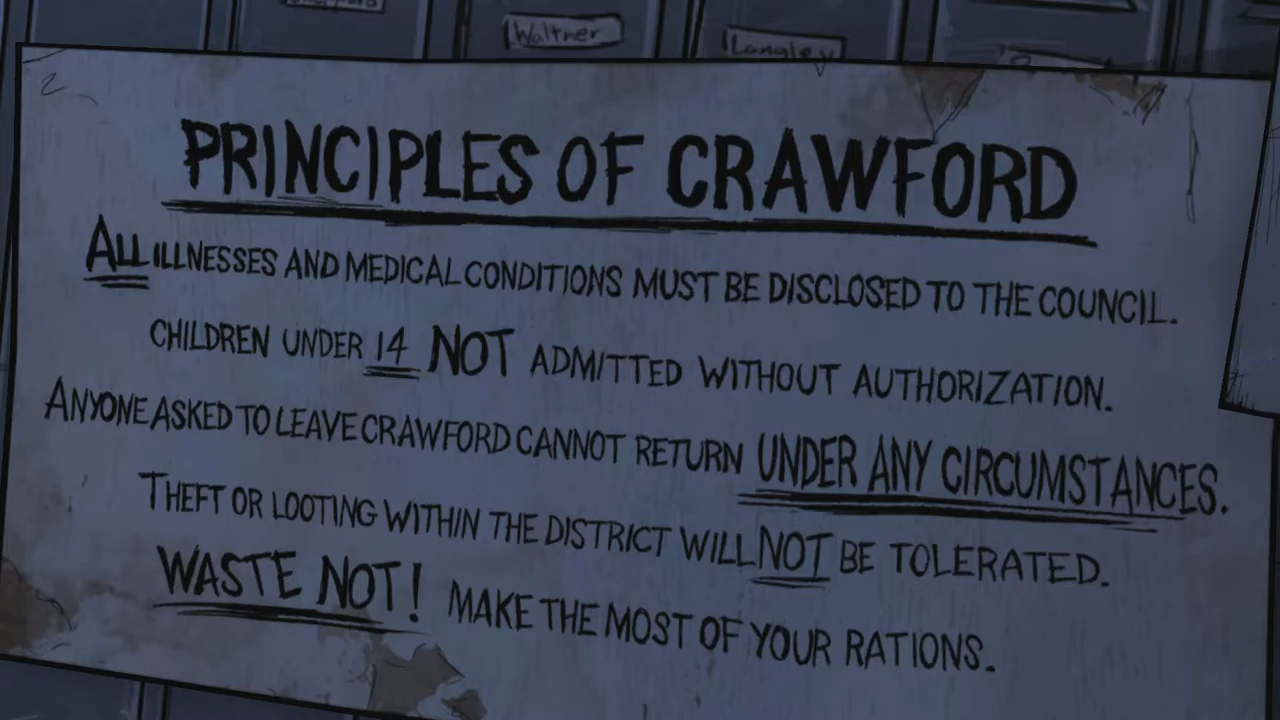 Waltner
Langley
PRINCIPLES OF CRAWFORD
ALL ILLNESSES AND MEDICAL CONDITIONS MUST BE DISCLOSED TO THE COUNCIL.
CHILDREN UNDER 14 NOT ADMITTED WITHOUT AUTHORIZATION.
ANYONE ASKED TO LEAVE CRAWFORD CANNOT RETURN UNDER ANY CIRCUMSTANCES.
THEFT OR LOOTING WITHIN THE DISTRICT WILL NOT BE TOLERATED.
WASTE NOT! MAKE THE MOST OF YOUR RATIONS.